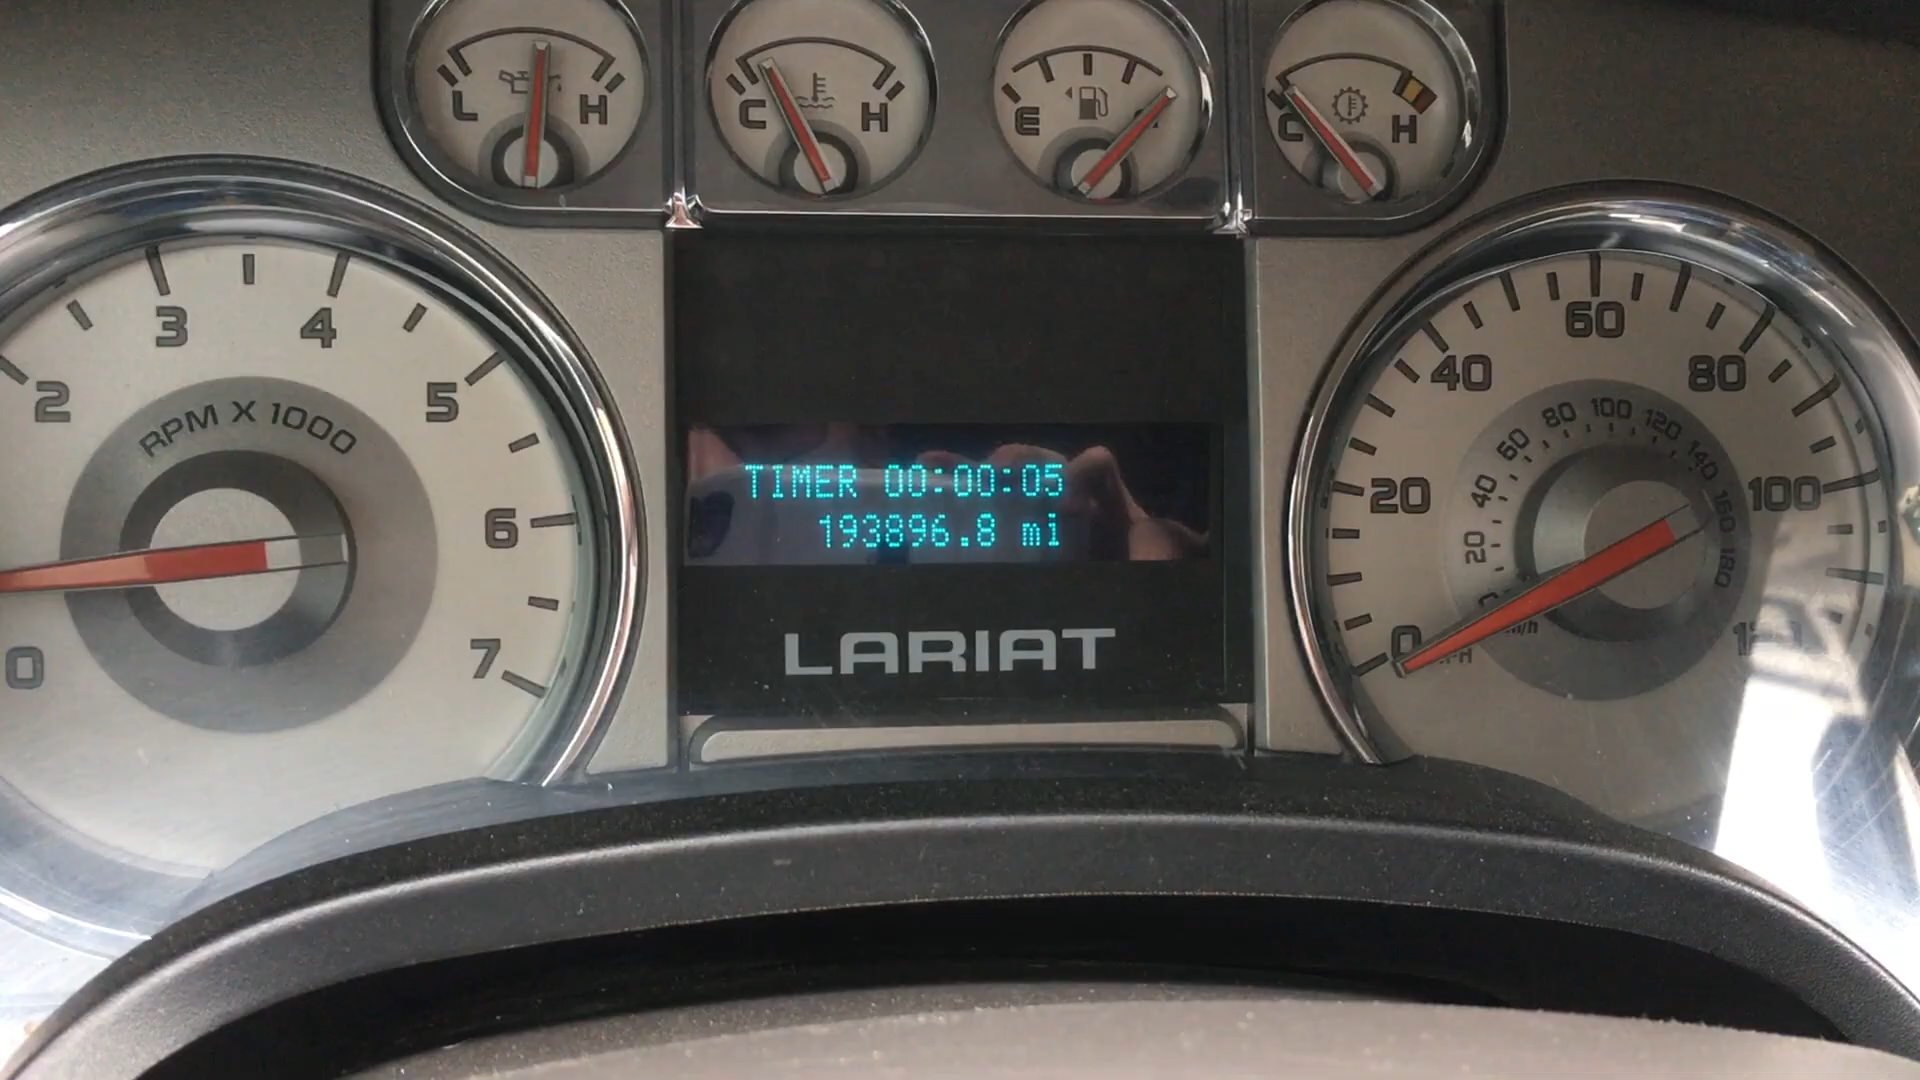 L H
C H
E
C H
2 3 4 5 6 7 0
RPM X 1000
TIMER 00:00:05
193896.8 mi
LARIAT
0 20 40 60 80 100
20 40 60 80 100 120 140 160 180